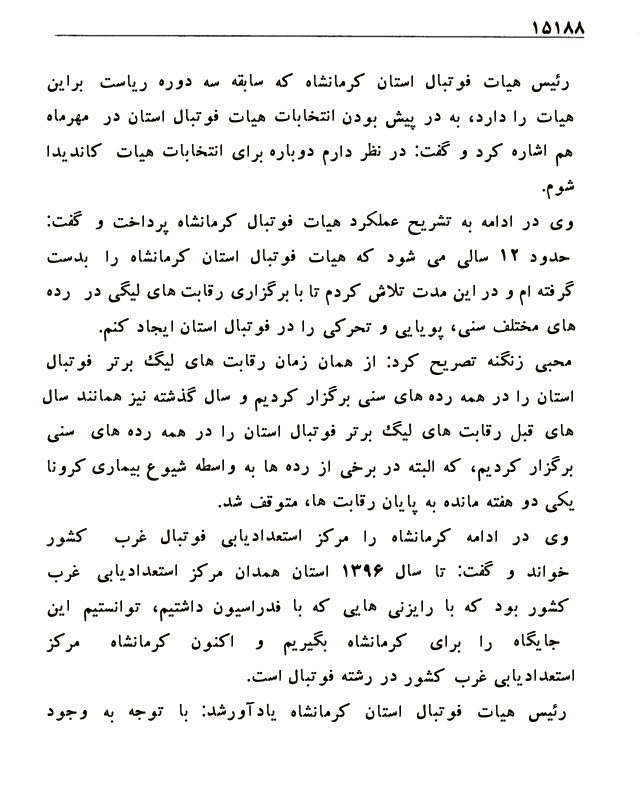 ۱۵۱۸۸
رئیس هیات فوتبال استان کرمانشاه که سابقه سه دوره ریاست براین
هیات را دارد، به در پیش بودن انتخابات هیات فوتبال استان در مهرماه
هم اشاره کرد و گفت: در نظر دارم دوباره برای انتخابات هیات کاندیدا
شوم.
وی در ادامه به تشریح عملکرد هیات فوتبال کرمانشاه پرداخت و گفت:
حدود ۱۲ سالی می شود که هیات فوتبال استان کرمانشاه را بدست
گرفته ام و در این مدت تلاش کردم تا با برگزاری رقابت های لیگی در رده
های مختلف سنی، پویایی و تحرکی را در فوتبال استان ایجاد کنم.
محبی زنگنه تصریح کرد: از همان زمان رقابت های لیگ برتر فوتبال
استان را در همه رده های سنی برگزار کردیم و سال گذشته نیز همانند سال
های قبل رقابت های لیگ برتر فوتبال استان را در همه رده های سنی
برگزار کردیم، که البته در برخی از رده ها به واسطه شیوع بیماری کرونا
یکی دو هفته مانده به پایان رقابت ها، متوقف شد.
وی در ادامه کرمانشاه را مرکز استعدادیابی فوتبال غرب کشور
خواند و گفت: تا سال ۱۳۹۶ استان همدان مرکز استعدادیابی غرب
کشور بود که با رایزنی هایی که با فدراسیون داشتیم، توانستیم این
جایگاه را برای کرمانشاه بگیریم و اکنون کرمانشاه مرکز
استعدادیابی غرب کشور در رشته فوتبال است.
رئیس هیات فوتبال استان کرمانشاه یادآورشد: با توجه به وجود